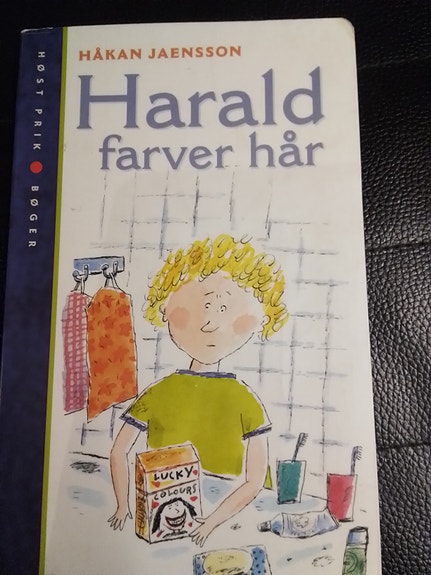 HØST PRIK BØGER
HÅKAN JAENSSON
Harald
farver hår
LUCKY
COLOURS